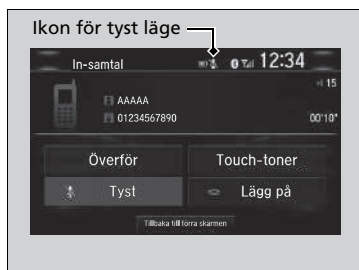 Ikon för tyst läge
In-samtal 12:34
15
AAAAA
01234567890 00'10"
Överför Touch-toner
Tyst Lägg på
Tillbaka till förra skärmen